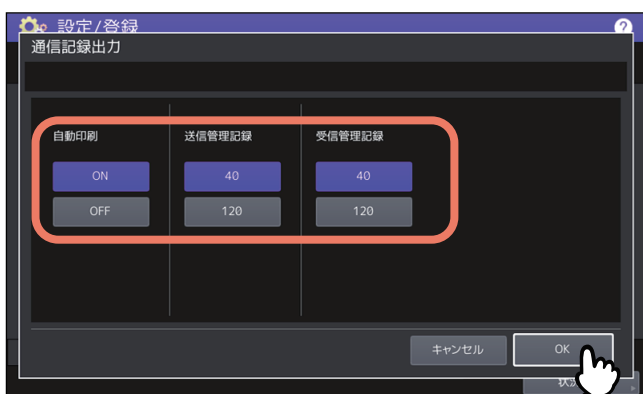 設定/登録
?
通信記録出力
自動印刷 送信管理記録 受信管理記録
ON 40 40
OFF 120 120
キャンセル OK
状